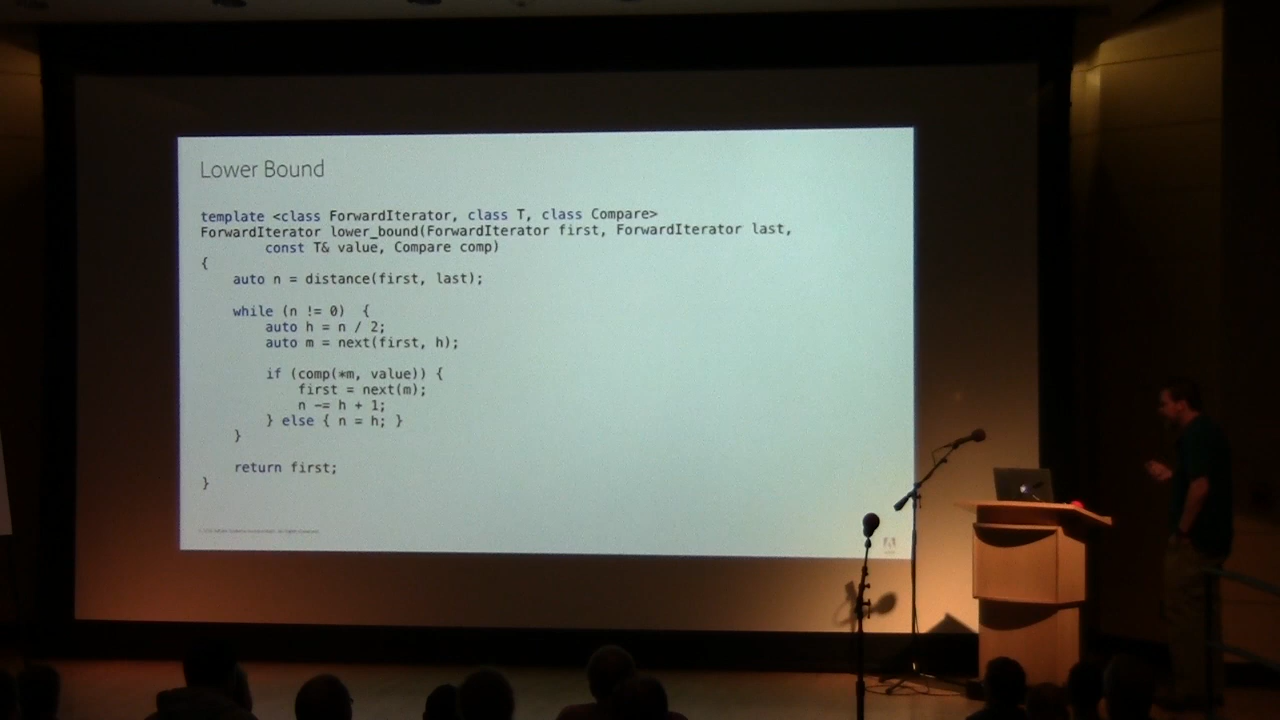 Lower Bound
template <class ForwardIterator, class T, class Compare>
ForwardIterator lower_bound(ForwardIterator first, ForwardIterator last,
        const T& value, Compare comp)
{
    auto n = distance(first, last);
    while (n != 0)  {
        auto h = n / 2;
        auto m = next(first, h);
        if (comp(*m, value)) {
            first = next(m);
            n -= h + 1;
        } else { n = h; }
    }
    return first;
}